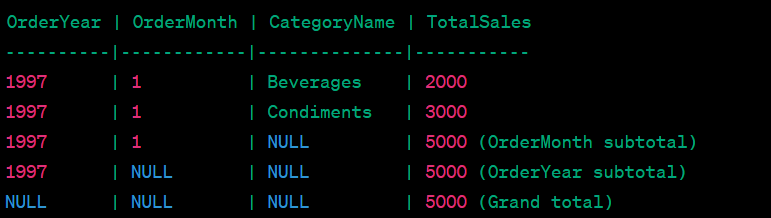 OrderYear | OrderMonth | CategoryName | TotalSales
----------|------------|--------------|-----------
1997      | 1          | Beverages    | 2000
1997      | 1          | Condiments   | 3000
1997      | 1          | NULL         | 5000 (OrderMonth subtotal)
1997      | NULL       | NULL         | 5000 (OrderYear subtotal)
NULL      | NULL       | NULL         | 5000 (Grand total)